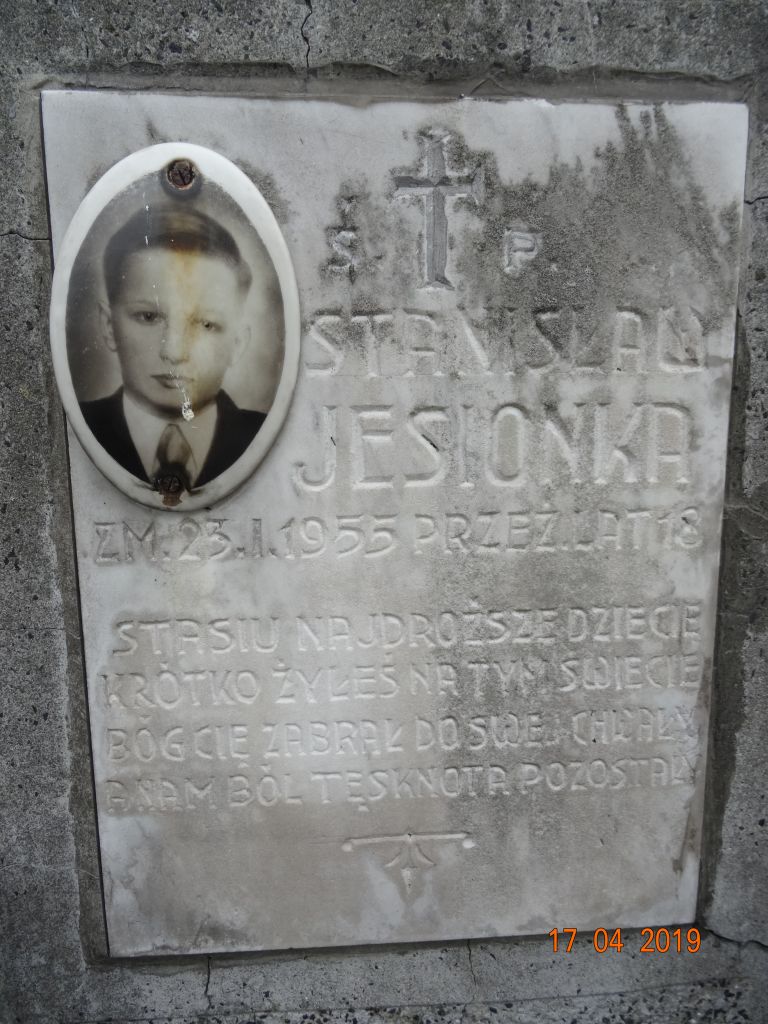 Ś. P.
STANISŁAW
JESIONKA
ZM. 23.I.1955 PRZEŻ. LAT 18
STASIU NAJDROŻSZE DZIECIE
KRÓTKO ŻYŁEŚ NA TYM ŚWIECIE
BÓG CIĘ ZABRAŁ DO SWEJ CHWAŁY
A NAM BÓL TĘSKNOTA POZOSTAŁY
17 04 2019